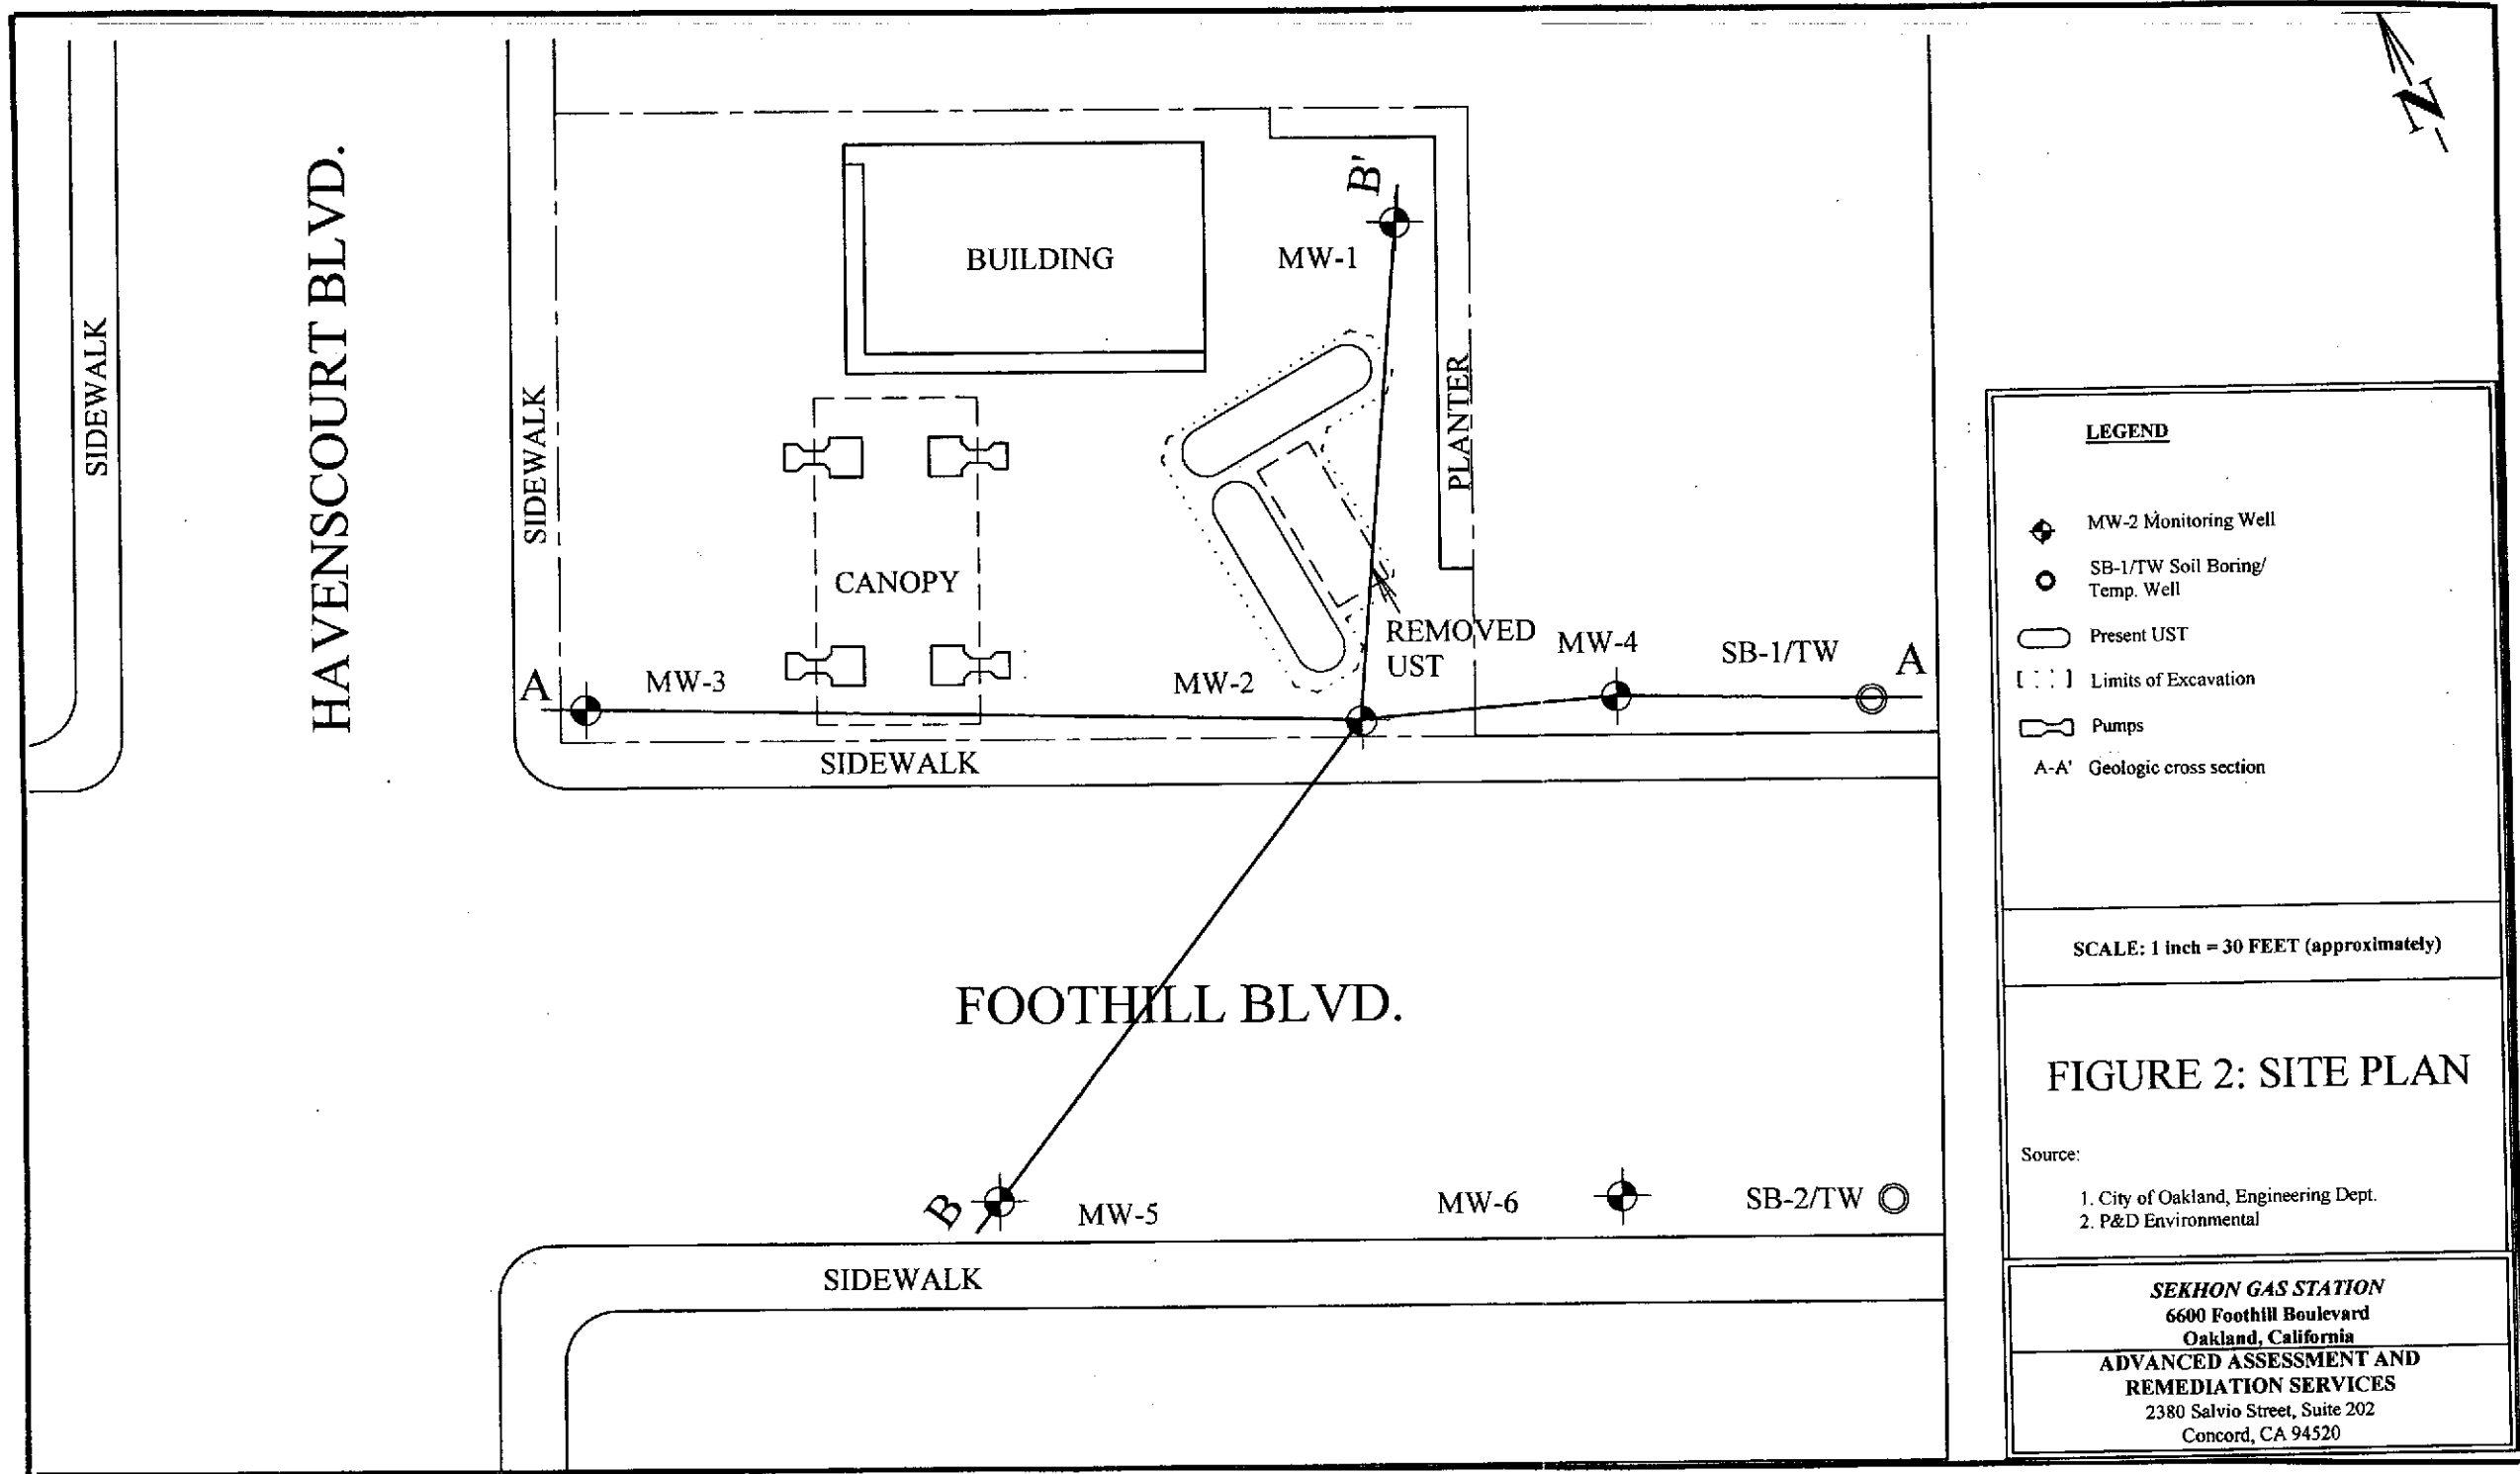 N
HAVENSCOURT BLVD.
SIDEWALK
SIDEWALK
BUILDING
B'
MW-1
PLANTER
CANOPY
REMOVED
UST
MW-4
SB-1/TW
A
A
MW-3
MW-2
SIDEWALK
FOOTHILL BLVD.
B
MW-5
MW-6
SB-2/TW
SIDEWALK
LEGEND
MW-2 Monitoring Well
SB-1/TW Soil Boring/
Temp. Well
Present UST
Limits of Excavation
Pumps
A-A' Geologic cross section
SCALE: 1 inch = 30 FEET (approximately)
FIGURE 2: SITE PLAN
Source:
1. City of Oakland, Engineering Dept.
2. P&D Environmental
SEKHON GAS STATION
6600 Foothill Boulevard
Oakland, California
ADVANCED ASSESSMENT AND
REMEDIATION SERVICES
2380 Salvio Street, Suite 202
Concord, CA 94520